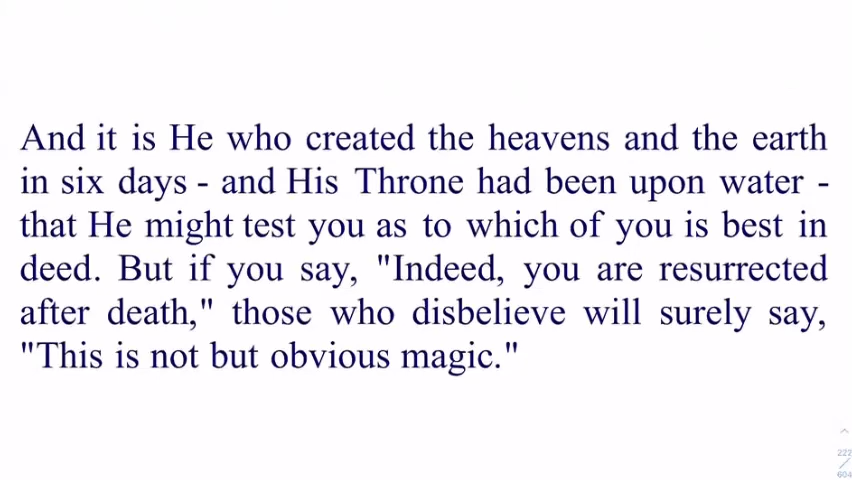 And it is He who created the heavens and the earth
in six days - and His Throne had been upon water -
that He might test you as to which of you is best in
deed. But if you say, "Indeed, you are resurrected
after death," those who disbelieve will surely say,
"This is not but obvious magic."
222
/
604